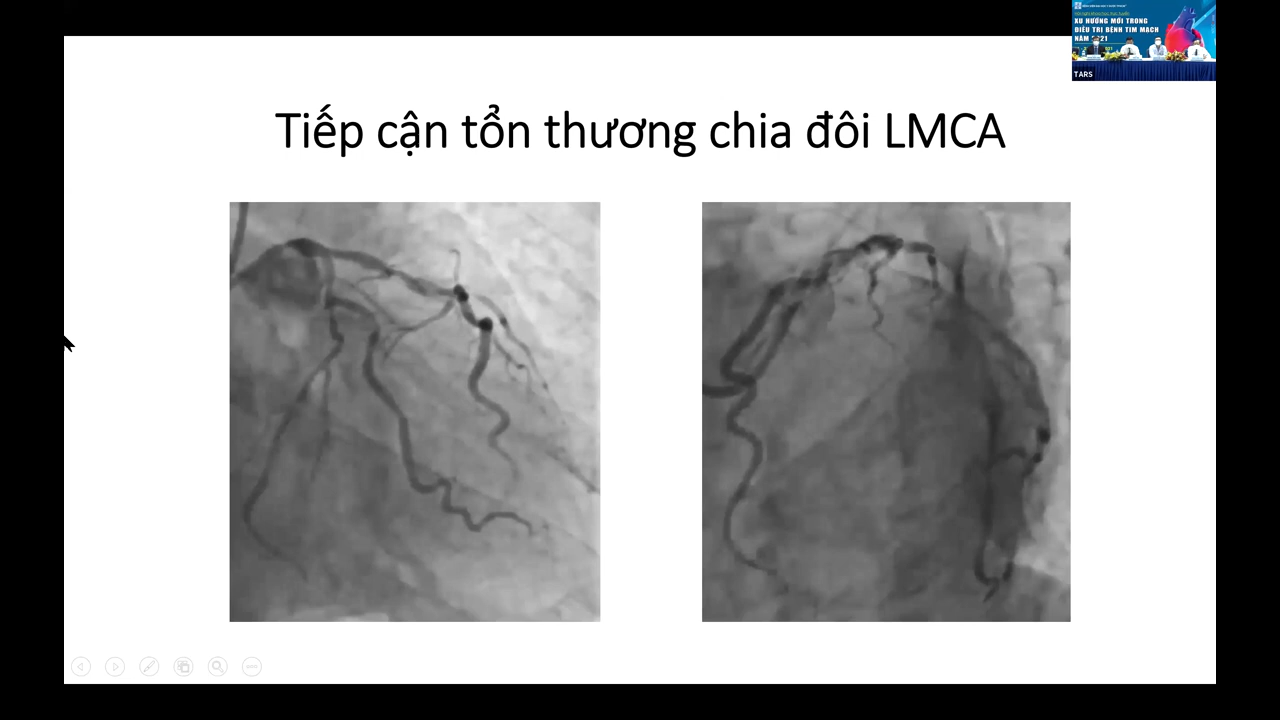 XU HƯỚNG MỚI TRONG
ĐIỀU TRỊ BỆNH TIM MẠCH
TARS
Tiếp cận tổn thương chia đôi LMCA